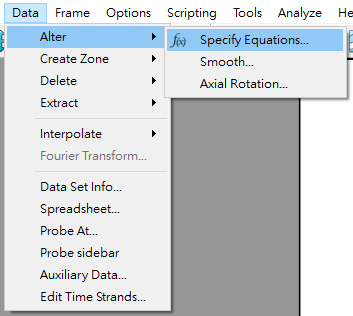 Data Frame Options Scripting Tools Analyze He
Alter
Create Zone
Delete
Extract
Interpolate
Fourier Transform...
Data Set Info...
Spreadsheet...
Probe At...
Probe sidebar
Auxiliary Data...
Edit Time Strands...
f(x) Specify Equations...
Smooth...
Axial Rotation...